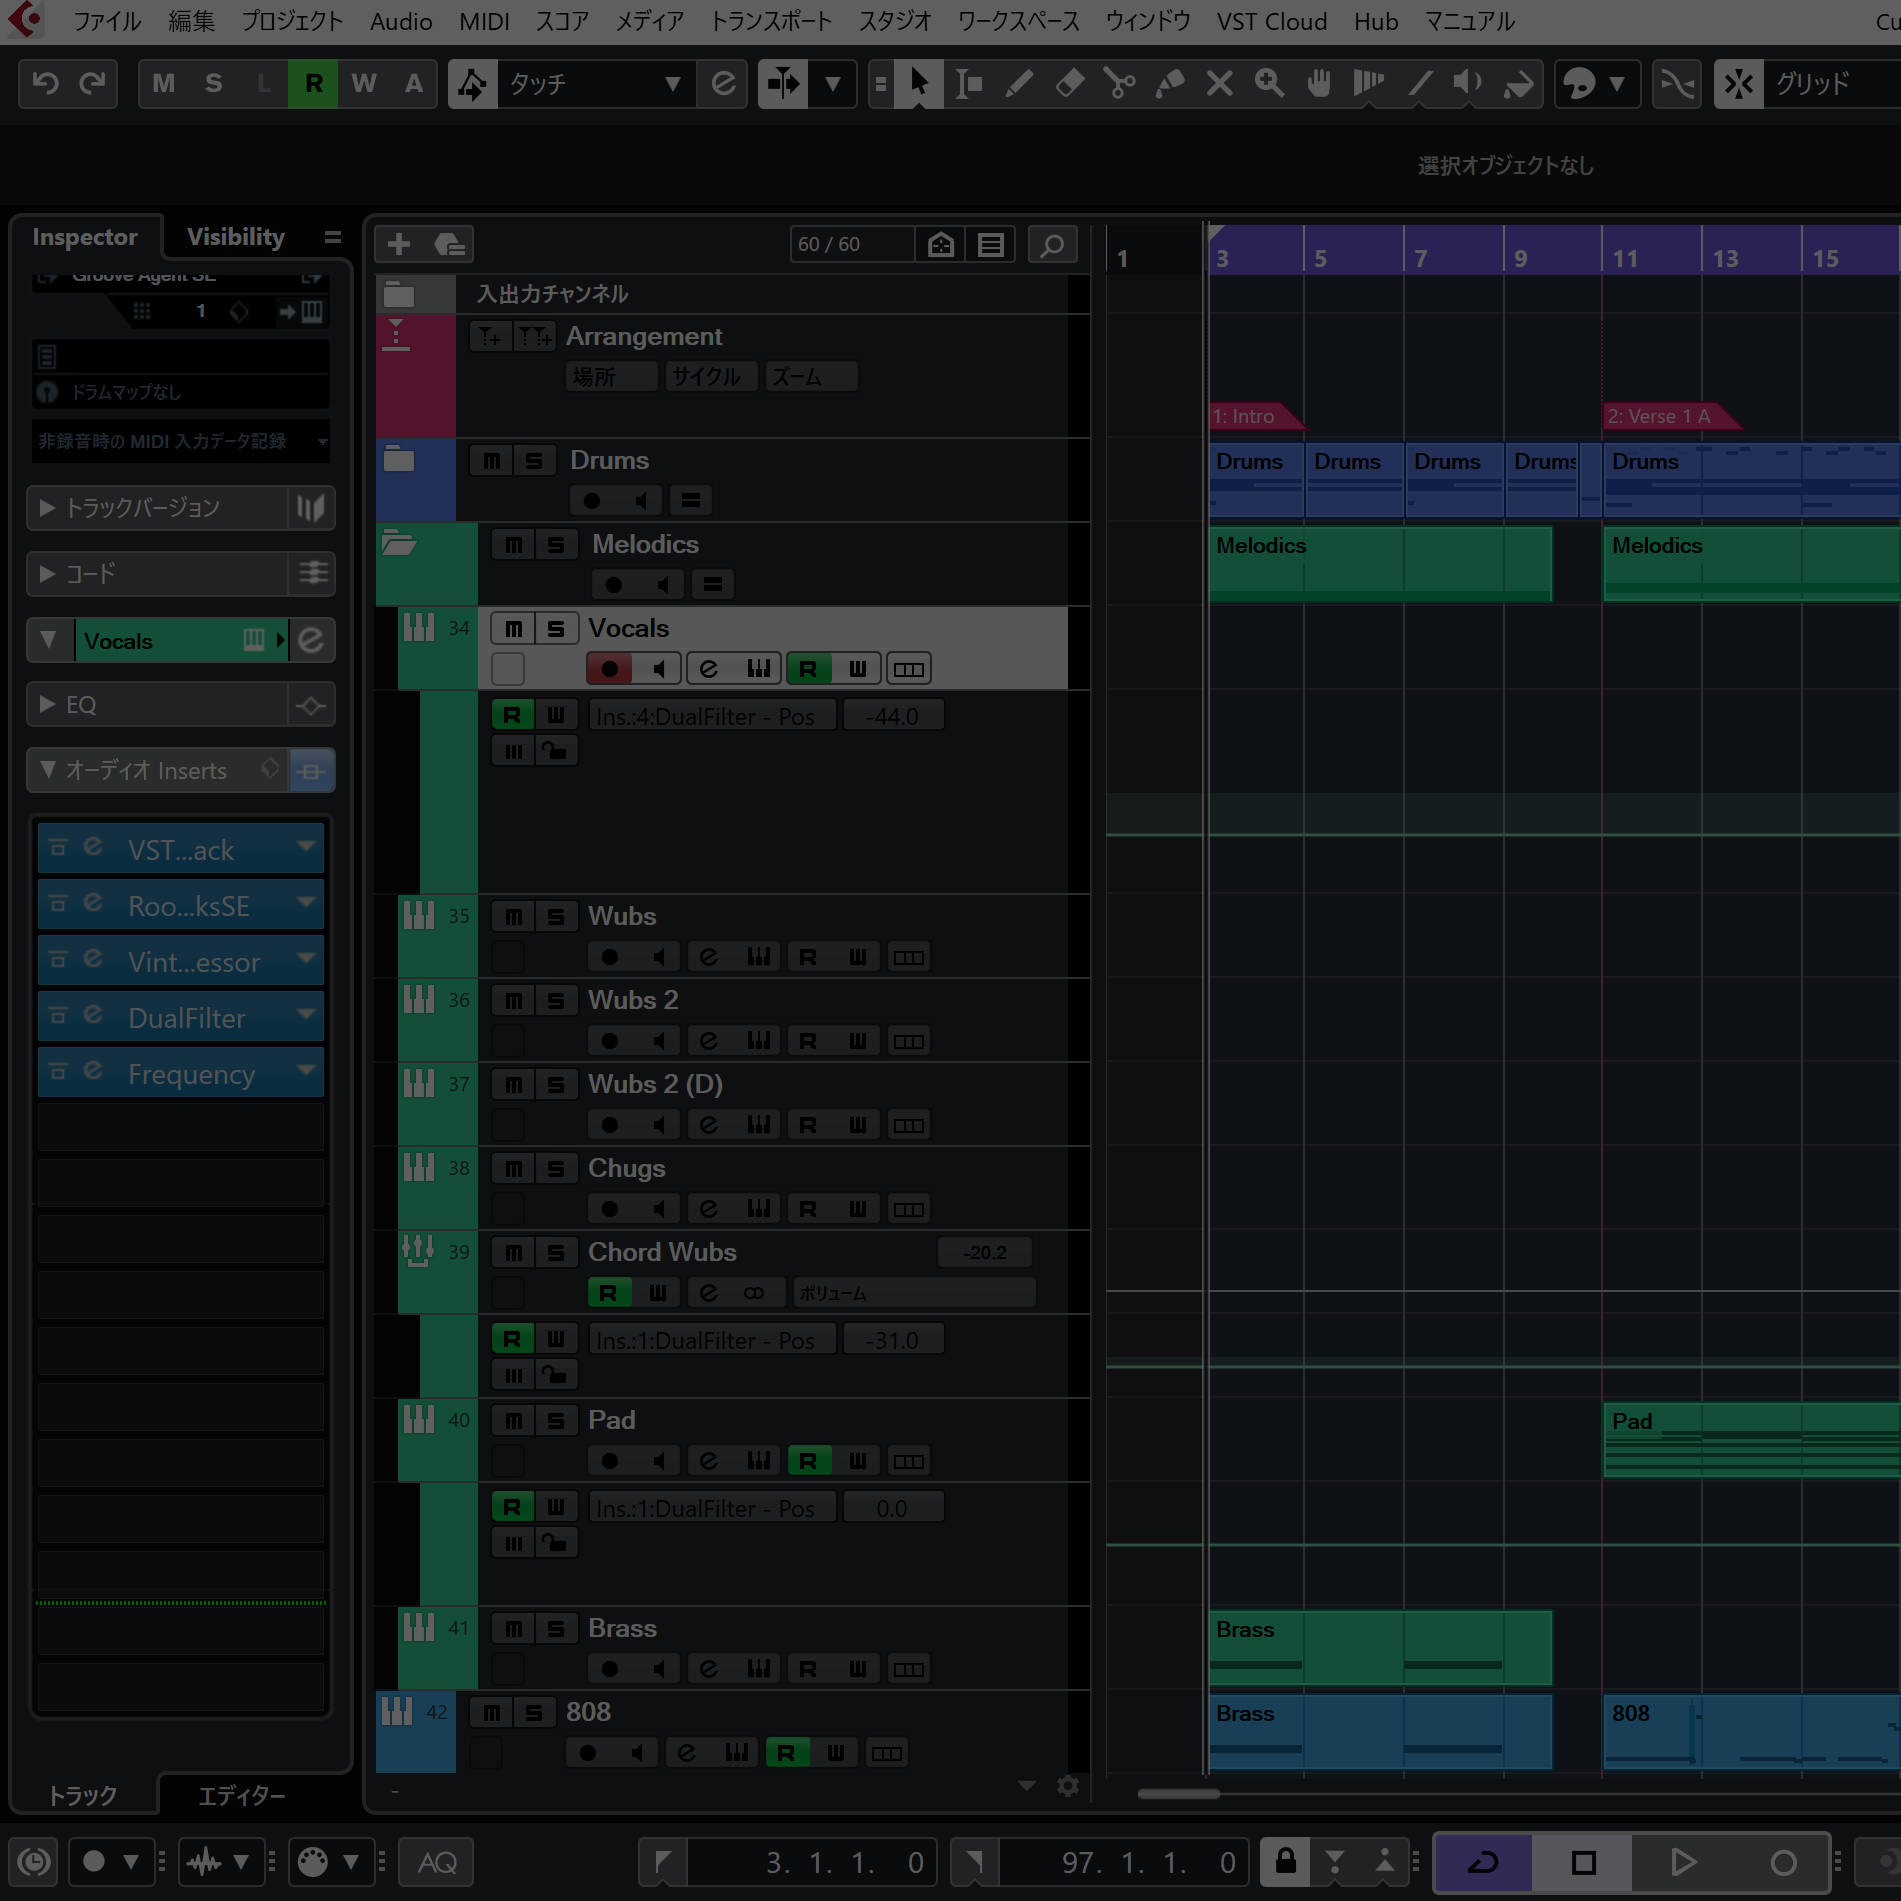 ファイル 編集 プロジェクト Audio MIDI スコア メディア トランスポート スタジオ ワークスペース ウィンドウ VST Cloud Hub マニュアル Cu
M S L R W A タッチ グリッド
選択オブジェクトなし
Inspector Visibility
60 / 60
1 3 5 7 9 11 13 15
Groove Agent SE
1
ドラムマップなし
非録音時の MIDI 入力データ記録
トラックバージョン
コード
Vocals
EQ
オーディオ Inserts
VST...ack
Roo...ksSE
Vint...essor
DualFilter
Frequency
トラック エディター
入出力チャンネル
Arrangement
場所 サイクル ズーム
1: Intro 2: Verse 1 A
m S Drums
Drums Drums Drums Drums Drums
m S Melodics
Melodics Melodics
34 m S Vocals
R W
R W Ins.:4:DualFilter - Pos -44.0
35 m S Wubs
R W
36 m S Wubs 2
R W
37 m S Wubs 2 (D)
R W
38 m S Chugs
R W
39 m S Chord Wubs -20.2
R W ボリューム
R W Ins.:1:DualFilter - Pos -31.0
40 m S Pad
R W
Pad
R W Ins.:1:DualFilter - Pos 0.0
41 m S Brass
R W
Brass
42 m S 808
R W
Brass 808
-
AQ 3. 1. 1. 0 97. 1. 1. 0